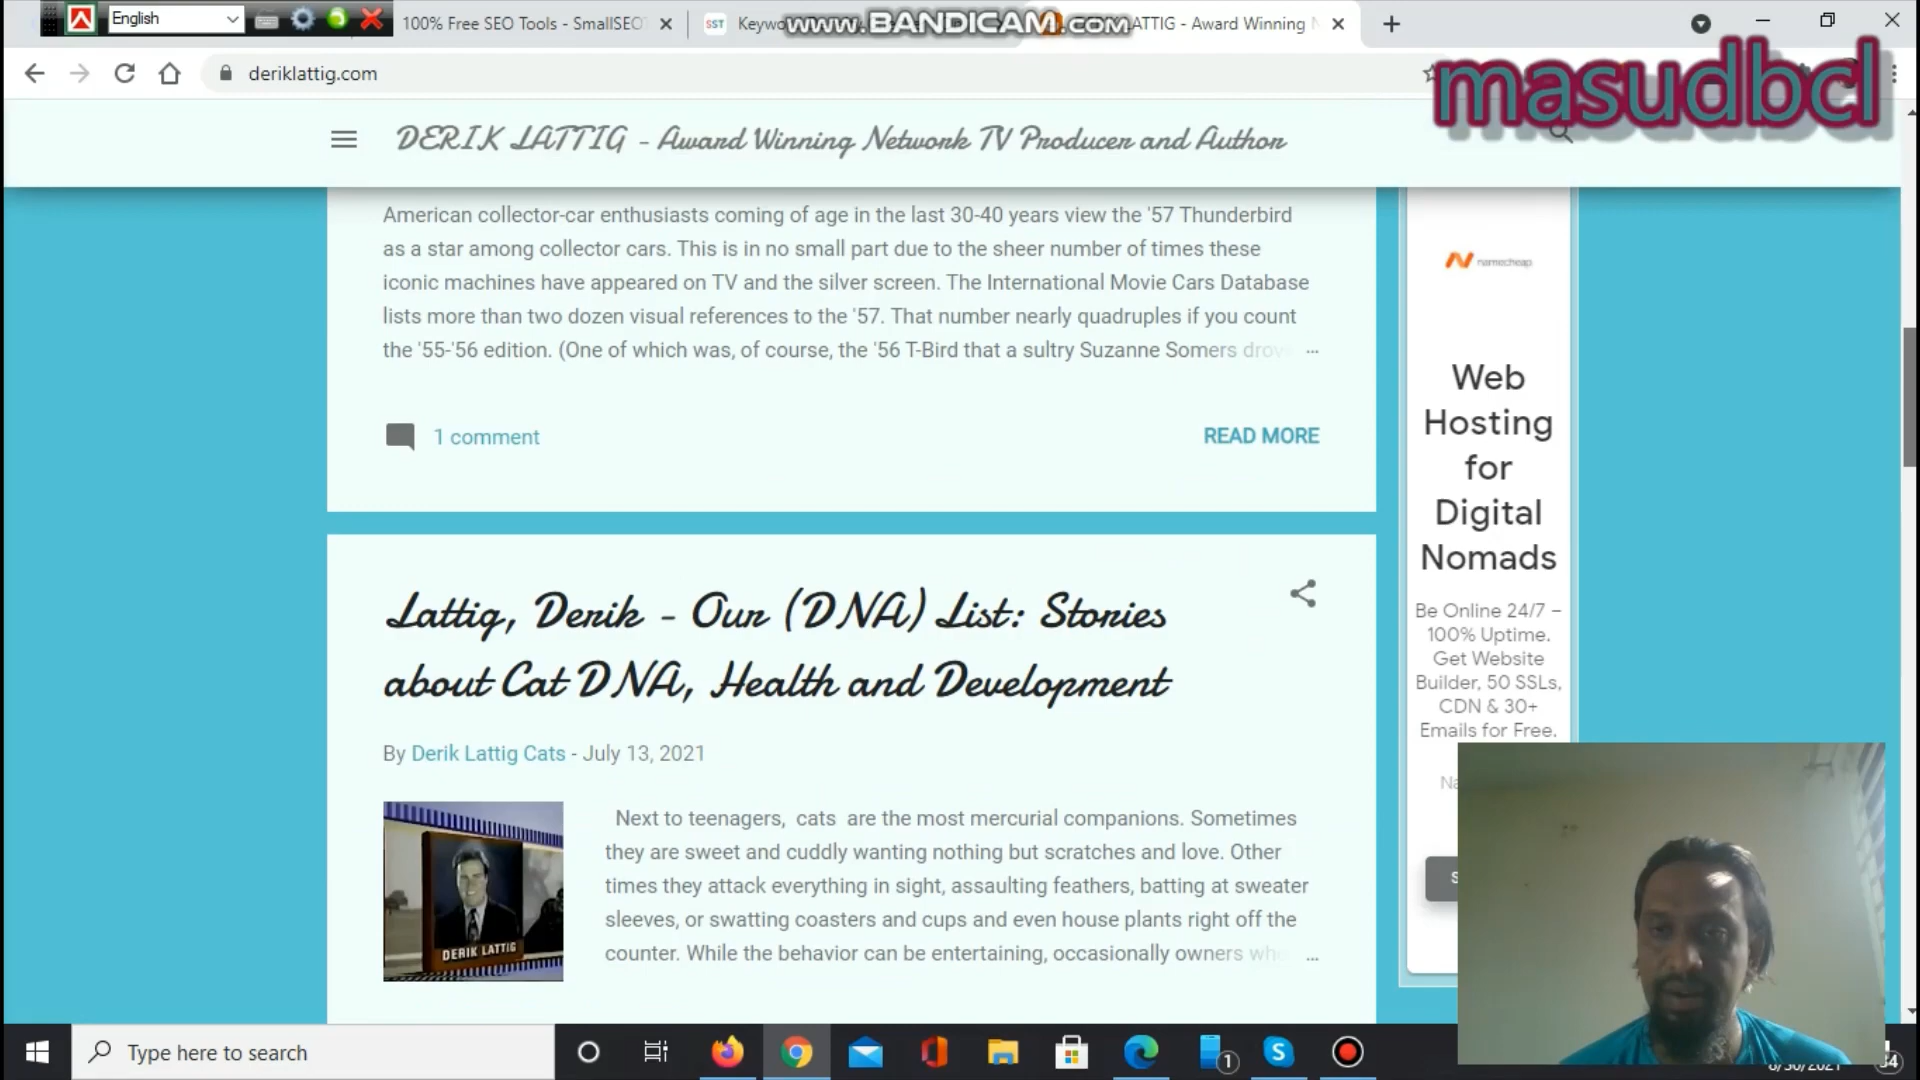 English
100% Free SEO Tools - SmallSEO
SST
Keywo
www.BANDICAM.com
ATTIG - Award Winning N
deriklattig.com
masudbcl
DERIK LATTIG - Award Winning Network TV Producer and Author
American collector-car enthusiasts coming of age in the last 30-40 years view the '57 Thunderbird
as a star among collector cars. This is in no small part due to the sheer number of times these
iconic machines have appeared on TV and the silver screen. The International Movie Cars Database
lists more than two dozen visual references to the '57. That number nearly quadruples if you count
the '55-'56 edition. (One of which was, of course, the '56 T-Bird that a sultry Suzanne Somers drove ...
1 comment
READ MORE
Lattig, Derik - Our (DNA) List: Stories
about Cat DNA, Health and Development
By Derik Lattig Cats - July 13, 2021
DERIK LATTIG
Next to teenagers, cats are the most mercurial companions. Sometimes
they are sweet and cuddly wanting nothing but scratches and love. Other
times they attack everything in sight, assaulting feathers, batting at sweater
sleeves, or swatting coasters and cups and even house plants right off the
counter. While the behavior can be entertaining, occasionally owners who ...
namecheap
Web
Hosting
for
Digital
Nomads
Be Online 24/7 –
100% Uptime.
Get Website
Builder, 50 SSLs,
CDN & 30+
Emails for Free.
Na
S
Type here to search
1
8/30/2021
34